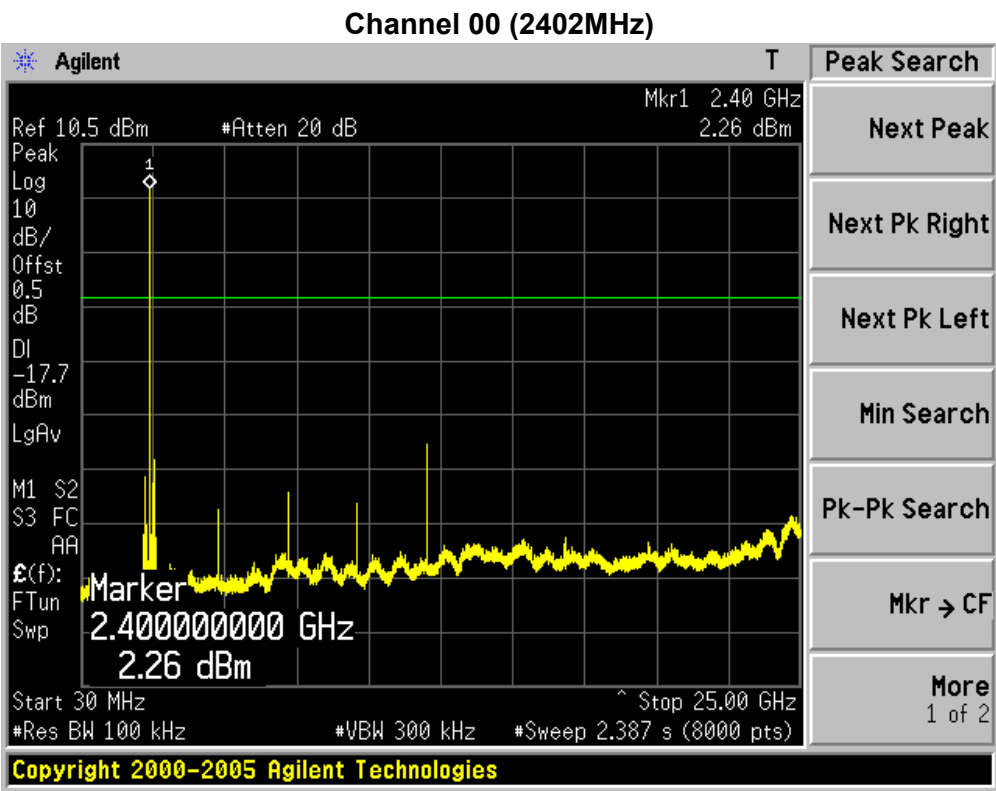 Channel 00 (2402MHz)
Agilent
T
Peak Search
Mkr1 2.40 GHz
Ref 10.5 dBm #Atten 20 dB 2.26 dBm
Peak
Log
10
dB/
Offst
0.5
dB
DI
-17.7
dBm
LgAv
M1 S2
S3 FC
AA
£(f):
FTun
Swp
1
Marker
2.400000000 GHz
2.26 dBm
Start 30 MHz ^ Stop 25.00 GHz
#Res BW 100 kHz #VBW 300 kHz #Sweep 2.387 s (8000 pts)
Next Peak
Next Pk Right
Next Pk Left
Min Search
Pk-Pk Search
Mkr → CF
More
1 of 2
Copyright 2000-2005 Agilent Technologies